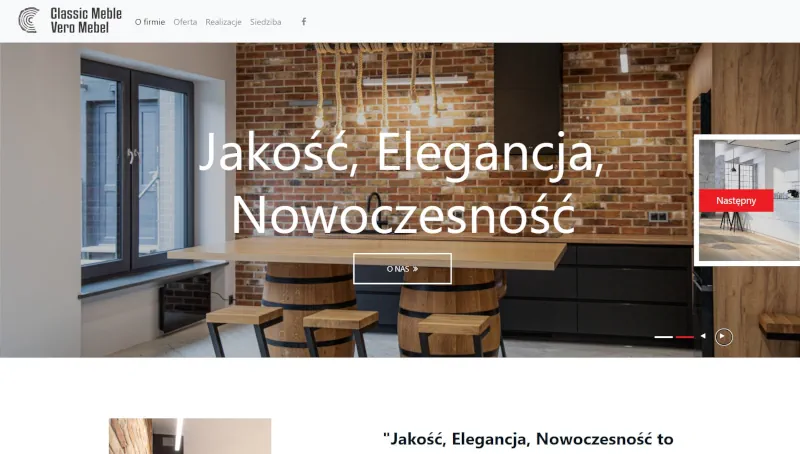 Classic Meble
Vero Mebel
O firmie Oferta Realizacje Siedziba f
Jakość, Elegancja,
Nowoczesność
Następny
O NAS »
"Jakość, Elegancja, Nowoczesność to